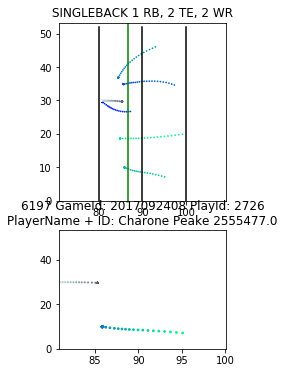 SINGLEBACK 1 RB, 2 TE, 2 WR
50
40
30
20
10
0
80 90 100
6197 GameId: 2017092408 PlayId: 2726
PlayerName + ID: Charone Peake 2555477.0
40
20
0
85 90 95 100